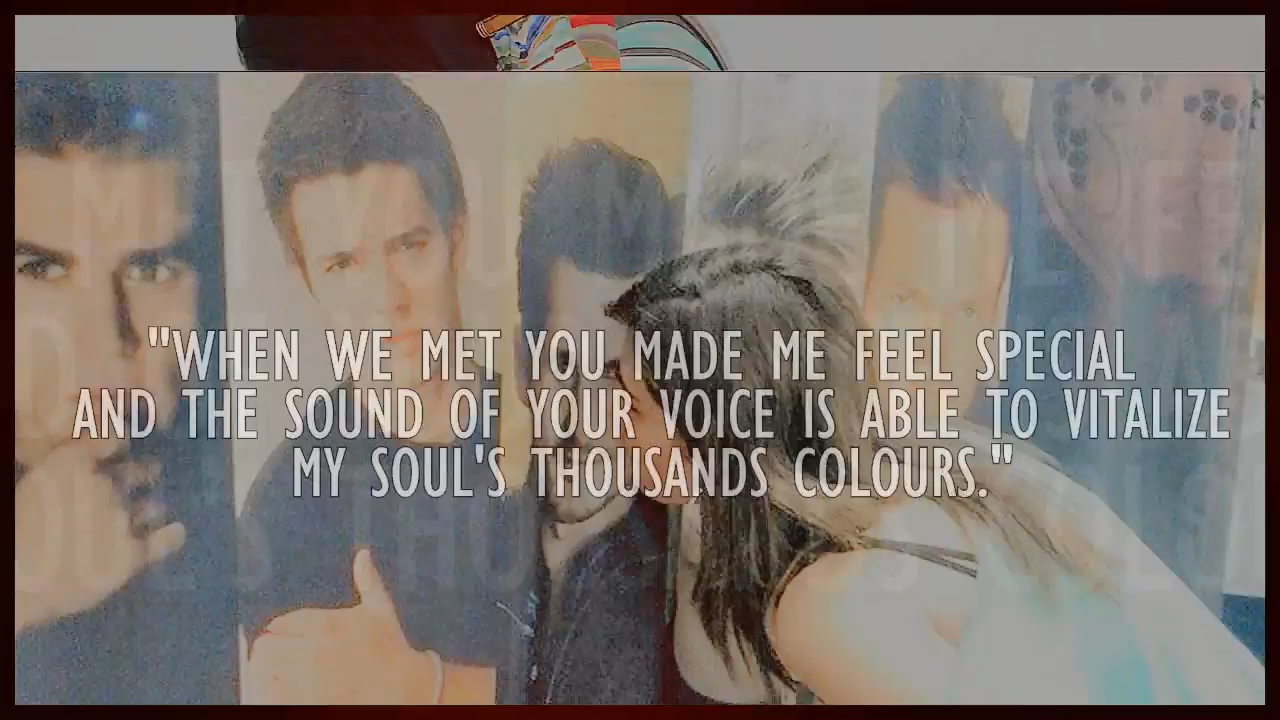 "WHEN WE MET YOU MADE ME FEEL SPECIAL
AND THE SOUND OF YOUR VOICE IS ABLE TO VITALIZE
MY SOUL'S THOUSANDS COLOURS."